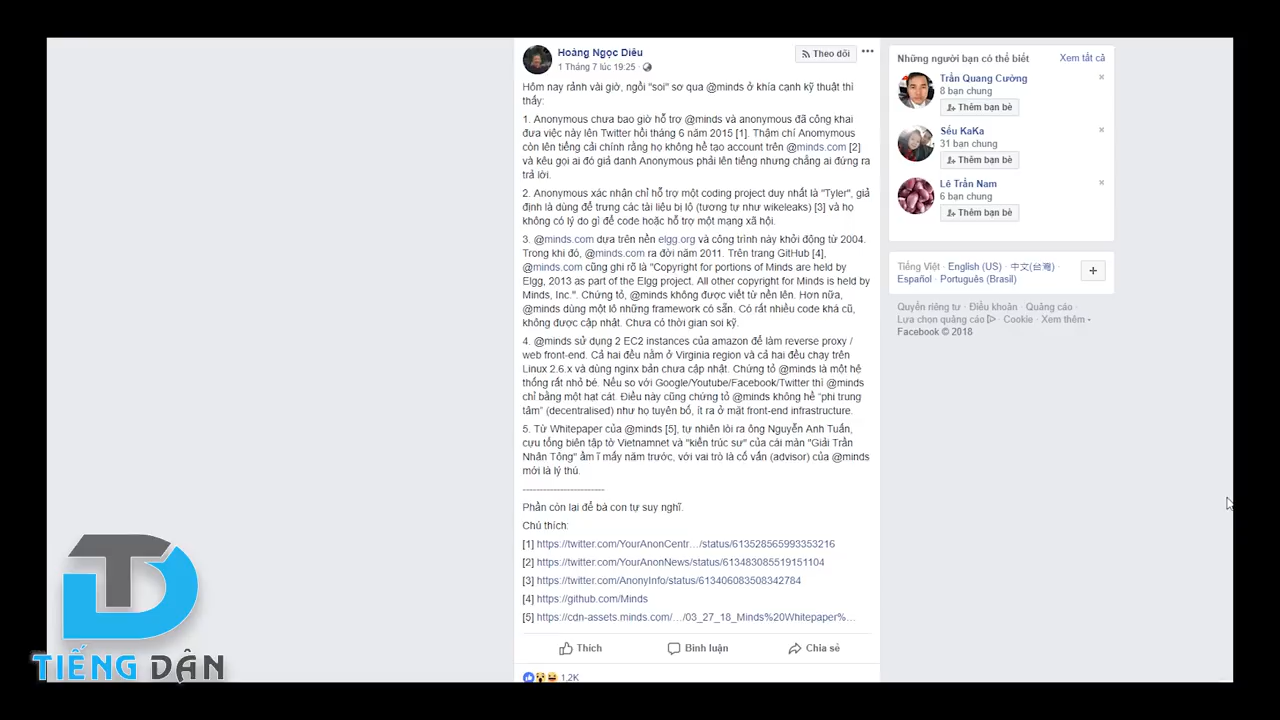 Hoàng Ngọc Diêu
Theo dõi
1 Tháng 7 lúc 19:25
Hôm nay rảnh vài giờ, ngồi "soi" sơ qua @minds ở khía cạnh kỹ thuật thì
thấy:
1. Anonymous chưa bao giờ hỗ trợ @minds và anonymous đã công khai
đưa việc này lên Twitter hồi tháng 6 năm 2015 [1]. Thậm chí Anomymous
còn lên tiếng cải chính rằng họ không hề tạo account trên @minds.com [2]
và kêu gọi ai đó giả danh Anonymous phải lên tiếng nhưng chẳng ai đứng ra
trả lời.
2. Anonymous xác nhận chỉ hỗ trợ một coding project duy nhất là "Tyler", giả
định là dùng để trưng các tài liệu bị lộ (tương tự như wikeleaks) [3] và họ
không có lý do gì để code hoặc hỗ trợ một mạng xã hội.
3. @minds.com dựa trên nền elgg.org và công trình này khởi động từ 2004.
Trong khi đó, @minds.com ra đời năm 2011. Trên trang GitHub [4],
@minds.com cũng ghi rõ là "Copyright for portions of Minds are held by
Elgg, 2013 as part of the Elgg project. All other copyright for Minds is held by
Minds, Inc.". Chứng tỏ, @minds không được viết từ nền lên. Hơn nữa,
@minds dùng một lô những framework có sẵn. Có rất nhiều code khá cũ,
không được cập nhật. Chưa có thời gian soi kỹ.
4. @minds sử dụng 2 EC2 instances của amazon để làm reverse proxy /
web front-end. Cả hai đều nằm ở Virginia region và cả hai đều chạy trên
Linux 2.6.x và dùng nginx bản chưa cập nhật. Chứng tỏ @minds là một hệ
thống rất nhỏ bé. Nếu so với Google/Youtube/Facebook/Twitter thì @minds
chỉ bằng một hạt cát. Điều này cũng chứng tỏ @minds không hề "phi trung
tâm" (decentralised) như họ tuyên bố, ít ra ở mặt front-end infrastructure.
5. Từ Whitepaper của @minds [5], tự nhiên lòi ra ông Nguyễn Anh Tuấn,
cựu tổng biên tập tờ Vietnamnet và "kiến trúc sư" của cái màn "Giải Trần
Nhân Tông" ầm ĩ mấy năm trước, với vai trò là cố vấn (advisor) của @minds
mới là lý thú.
------------------------
Phần còn lại để bà con tự suy nghĩ.
Chú thích:
[1] https://twitter.com/YourAnonCentr…/status/613528565993353216
[2] https://twitter.com/YourAnonNews/status/613483085519151104
[3] https://twitter.com/AnonyInfo/status/613406083508342784
[4] https://github.com/Minds
[5] https://cdn-assets.minds.com/…/03_27_18_Minds%20Whitepaper%…
Thích
Bình luận
Chia sẻ
1,2K
Những người bạn có thể biết
Xem tất cả
Trần Quang Cường
8 bạn chung
Thêm bạn bè
Sếu KaKa
31 bạn chung
Thêm bạn bè
Lê Trần Nam
6 bạn chung
Thêm bạn bè
Tiếng Việt · English (US) · 中文(台灣) ·
Español · Português (Brasil)
Quyền riêng tư · Điều khoản · Quảng cáo ·
Lựa chọn quảng cáo · Cookie · Xem thêm
Facebook © 2018
TD
TIẾNG DÂN